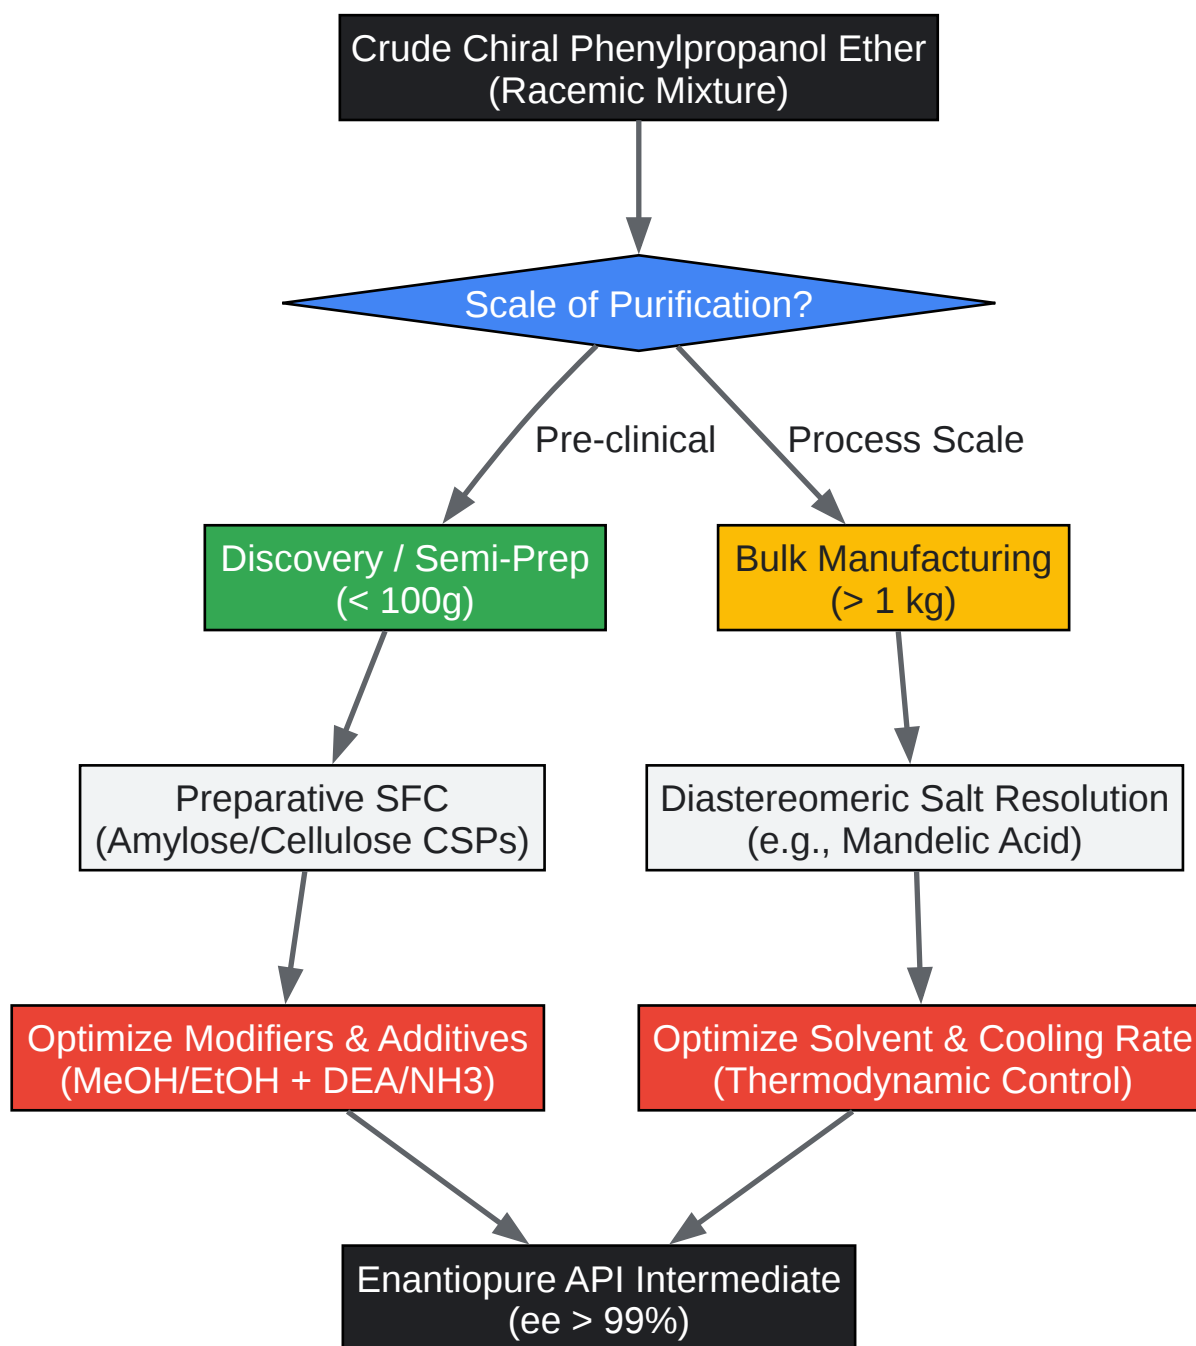 Crude Chiral Phenylpropanol Ether
(Racemic Mixture)
Scale of Purification?
Pre-clinical
Process Scale
Discovery / Semi-Prep
(< 100g)
Bulk Manufacturing
(> 1 kg)
Preparative SFC
(Amylose/Cellulose CSPs)
Diastereomeric Salt Resolution
(e.g., Mandelic Acid)
Optimize Modifiers & Additives
(MeOH/EtOH + DEA/NH3)
Optimize Solvent & Cooling Rate
(Thermodynamic Control)
Enantiopure API Intermediate
(ee > 99%)